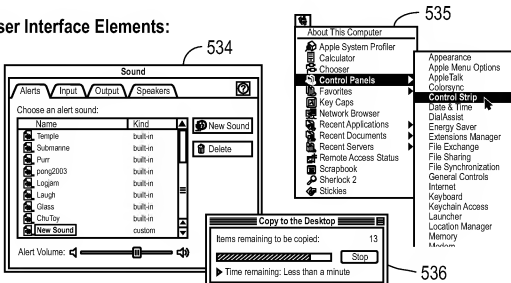 ser Interface Elements:
534
Sound
Alerts Input Output Speakers
Choose an alert sound:
Name Kind
Temple built-in
Submarine built-in
Purr built-in
pong2003 built-in
Logjam built-in
Laugh built-in
Glass built-in
ChuToy built-in
New Sound custom
New Sound
Delete
Alert Volume:
535
About This Computer
Apple System Profiler
Calculator
Chooser
Control Panels
Favorites
Key Caps
Network Browser
Recent Applications
Recent Documents
Recent Servers
Remote Access Status
Scrapbook
Sherlock 2
Stickies
Appearance
Apple Menu Options
AppleTalk
Colorsync
Control Strip
Date & Time
DialAssist
Energy Saver
Extensions Manager
File Exchange
File Sharing
File Synchronization
General Controls
Internet
Keyboard
Keychain Access
Launcher
Location Manager
Memory
Modem
Copy to the Desktop
Items remaining to be copied: 13
Stop
Time remaining: Less than a minute
536